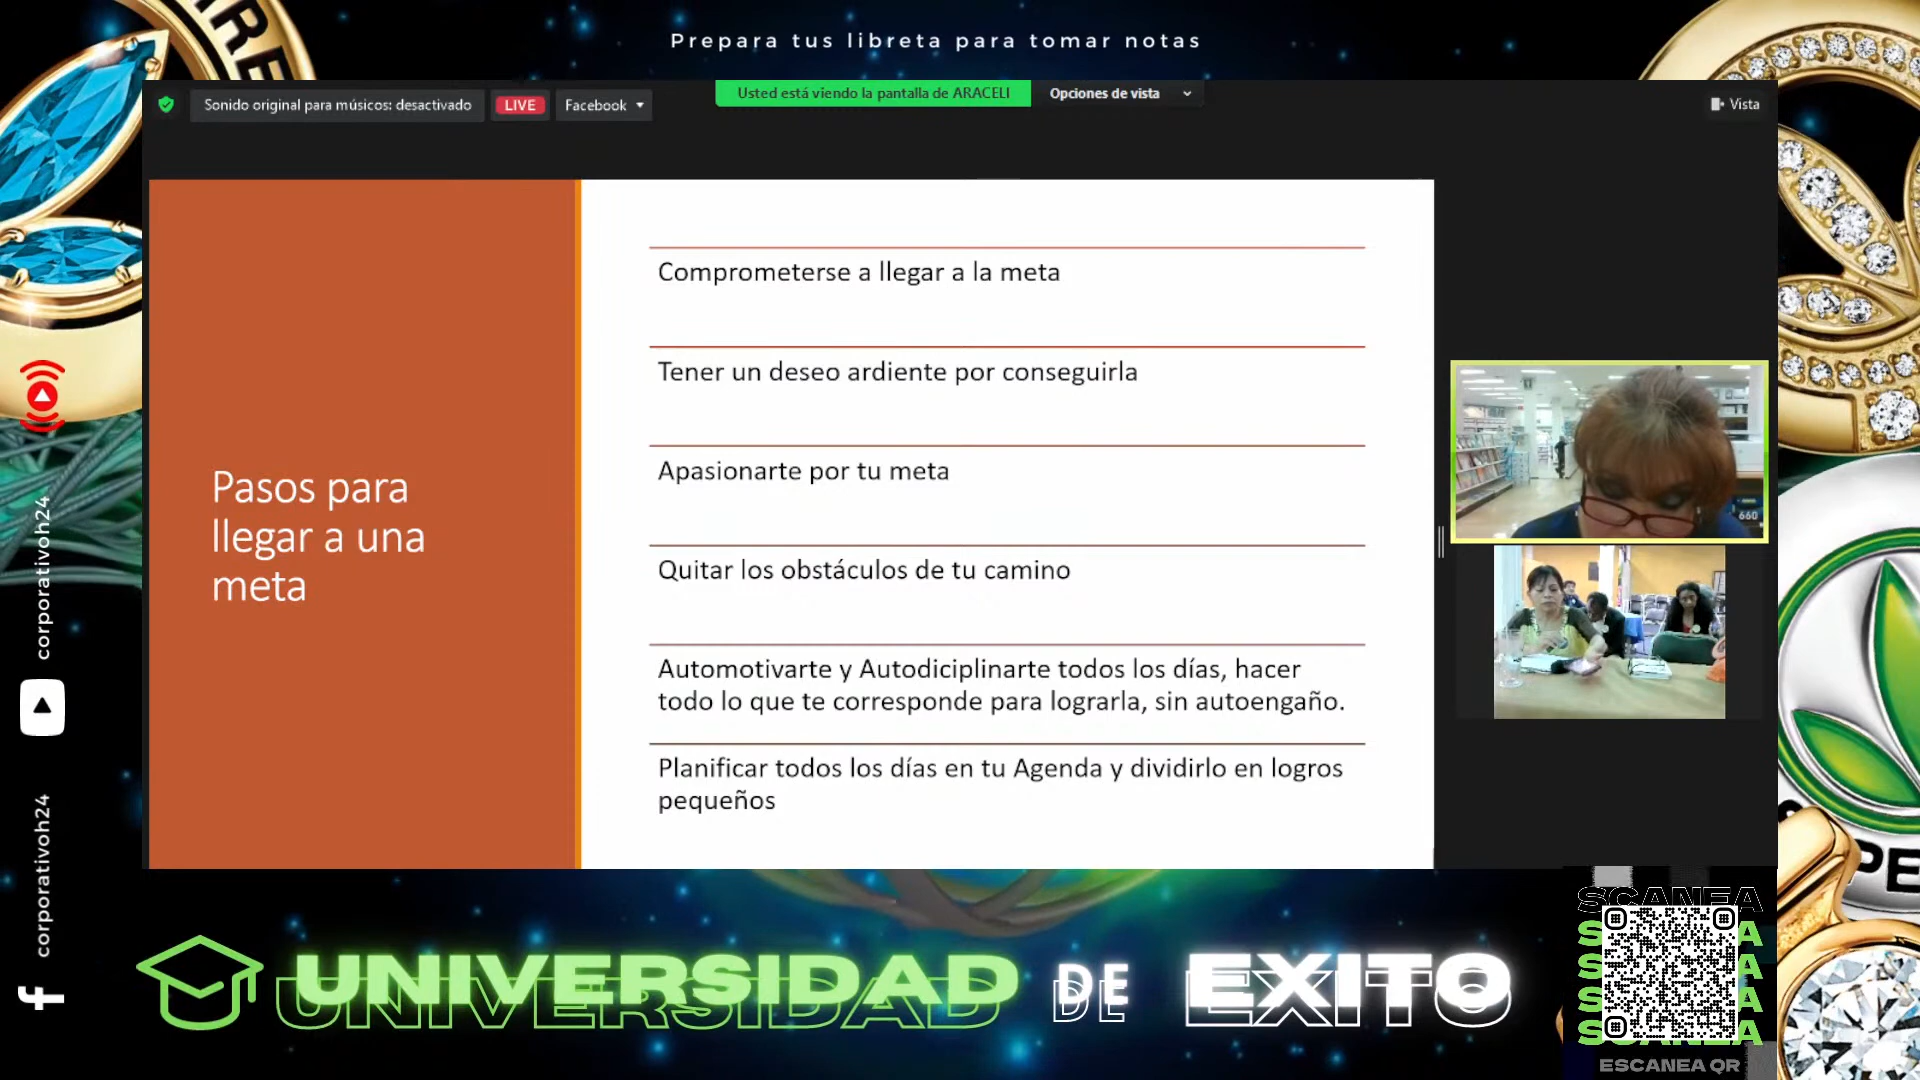 Prepara tus libreta para tomar notas
Sonido original para músicos: desactivado
LIVE
Facebook
Usted está viendo la pantalla de ARACELI
Opciones de vista
Vista
Pasos para
llegar a una
meta
Comprometerse a llegar a la meta
Tener un deseo ardiente por conseguirla
Apasionarte por tu meta
Quitar los obstáculos de tu camino
Automotivarte y Autodiciplinarte todos los días, hacer
todo lo que te corresponde para lograrla, sin autoengaño.
Planificar todos los días en tu Agenda y dividirlo en logros
pequeños
660
corporativoh24
corporativoh24
UNIVERSIDAD DE EXITO
SCANEA
ESCANEA QR